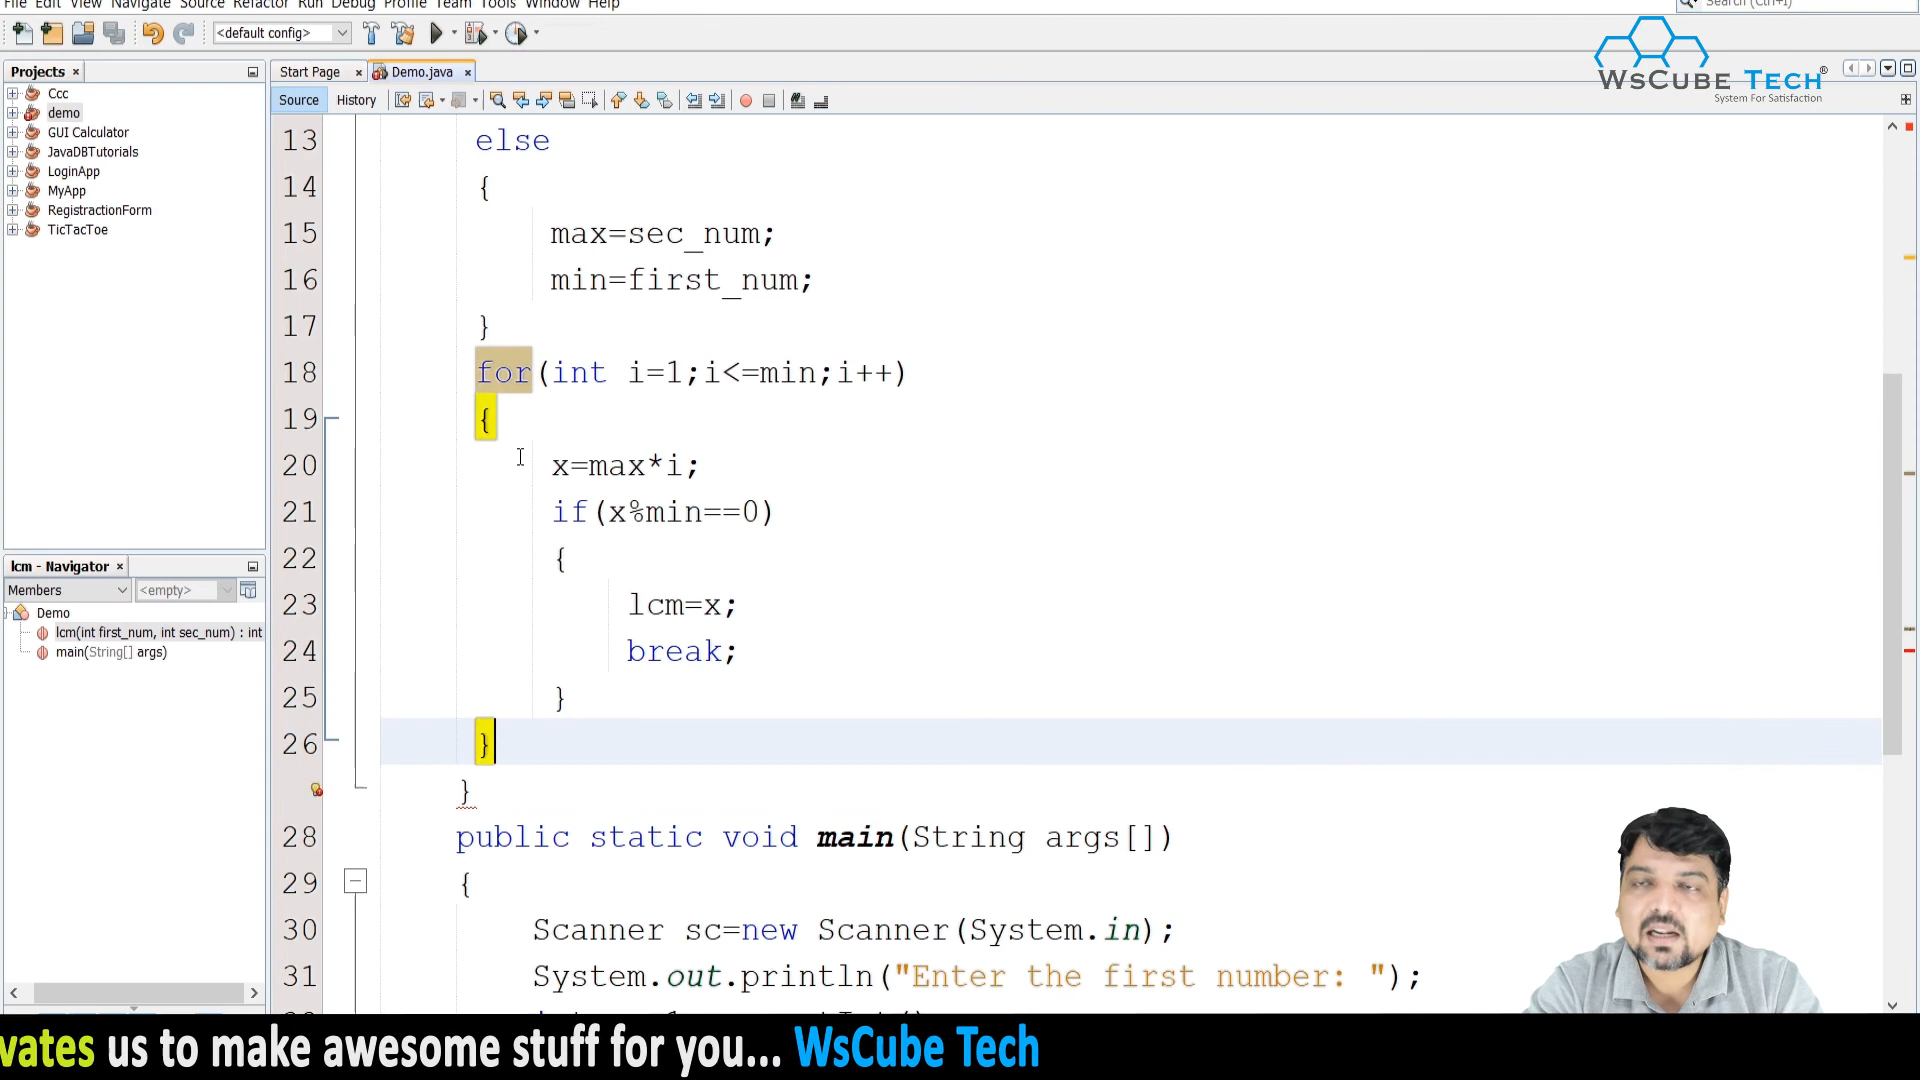 File Edit View Navigate Source Refactor Run Debug Profile Team Tools Window Help
Search (Ctrl+I)
<default config>
WsCube Tech®
System For Satisfaction
Projects
Start Page
Demo.java
Source
History
Ccc
demo
GUI Calculator
JavaDBTutorials
LoginApp
MyApp
RegistractionForm
TicTacToe
13 else
14 {
15 max=sec_num;
16 min=first_num;
17 }
18 for(int i=1;i<=min;i++)
19 {
20 x=max*i;
21 if(x%min==0)
22 {
23 lcm=x;
24 break;
25 }
26 }
}
28 public static void main(String args[])
29 {
30 Scanner sc=new Scanner(System.in);
31 System.out.println("Enter the first number: ");
lcm - Navigator
Members
<empty>
Demo
lcm(int first_num, int sec_num) : int
main(String[] args)
vates us to make awesome stuff for you... WsCube Tech